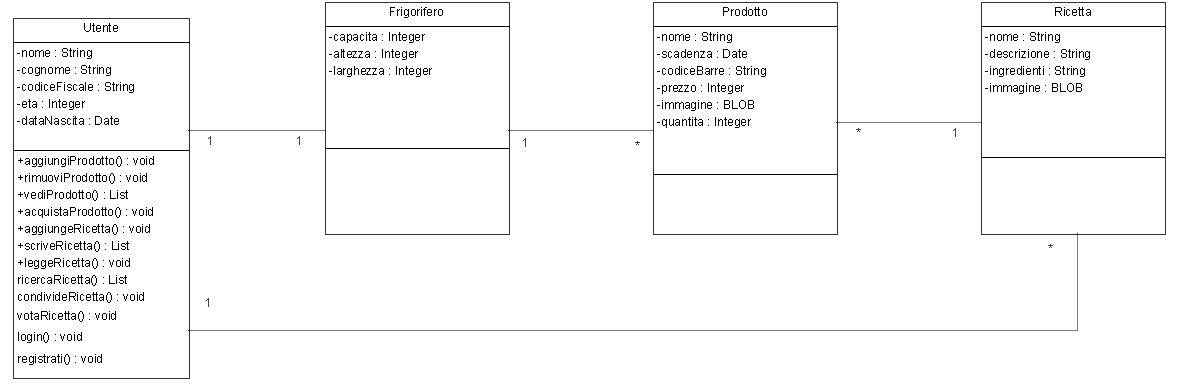 Utente
-nome : String
-cognome : String
-codiceFiscale : String
-eta : Integer
-dataNascita : Date
+aggiungiProdotto() : void
+rimuoviProdotto() : void
+vediProdotto() : List
+acquistaProdotto() : void
+aggiungeRicetta() : void
+scriveRicetta() : List
+leggeRicetta() : void
ricercaRicetta() : List
condivideRicetta() : void
votaRicetta() : void
login() : void
registrati() : void
1
1
Frigorifero
-capacita : Integer
-altezza : Integer
-larghezza : Integer
1
*
Prodotto
-nome : String
-scadenza : Date
-codiceBarre : String
-prezzo : Integer
-immagine : BLOB
-quantita : Integer
*
1
Ricetta
-nome : String
-descrizione : String
-ingredienti : String
-immagine : BLOB
*
1